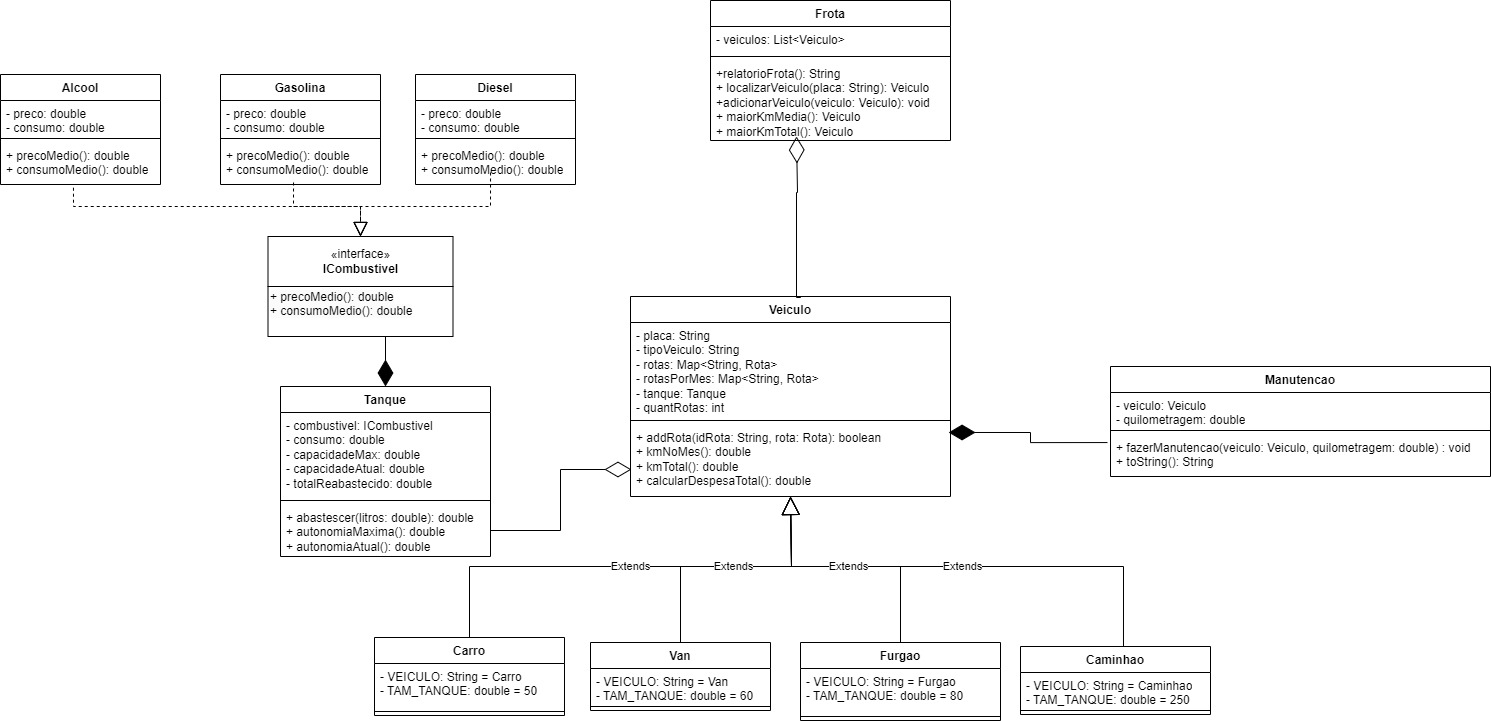 Frota
- veiculos: List<Veiculo>
+relatorioFrota(): String
+ localizarVeiculo(placa: String): Veiculo
+adicionarVeiculo(veiculo: Veiculo): void
+ maiorKmMedia(): Veiculo
+ maiorKmTotal(): Veiculo
Alcool
- preco: double
- consumo: double
+ precoMedio(): double
+ consumoMedio(): double
Gasolina
- preco: double
- consumo: double
+ precoMedio(): double
+ consumoMedio(): double
Diesel
- preco: double
- consumo: double
+ precoMedio(): double
+ consumoMedio(): double
«interface»
ICombustivel
+ precoMedio(): double
+ consumoMedio(): double
Veiculo
- placa: String
- tipoVeiculo: String
- rotas: Map<String, Rota>
- rotasPorMes: Map<String, Rota>
- tanque: Tanque
- quantRotas: int
+ addRota(idRota: String, rota: Rota): boolean
+ kmNoMes(): double
+ kmTotal(): double
+ calcularDespesaTotal(): double
Manutencao
- veiculo: Veiculo
- quilometragem: double
+ fazerManutencao(veiculo: Veiculo, quilometragem: double) : void
+ toString(): String
Tanque
- combustivel: ICombustivel
- consumo: double
- capacidadeMax: double
- capacidadeAtual: double
- totalReabastecido: double
+ abastescer(litros: double): double
+ autonomiaMaxima(): double
+ autonomiaAtual(): double
Extends
Extends
Extends
Extends
Carro
- VEICULO: String = Carro
- TAM_TANQUE: double = 50
Van
- VEICULO: String = Van
- TAM_TANQUE: double = 60
Furgao
- VEICULO: String = Furgao
- TAM_TANQUE: double = 80
Caminhao
- VEICULO: String = Caminhao
- TAM_TANQUE: double = 250